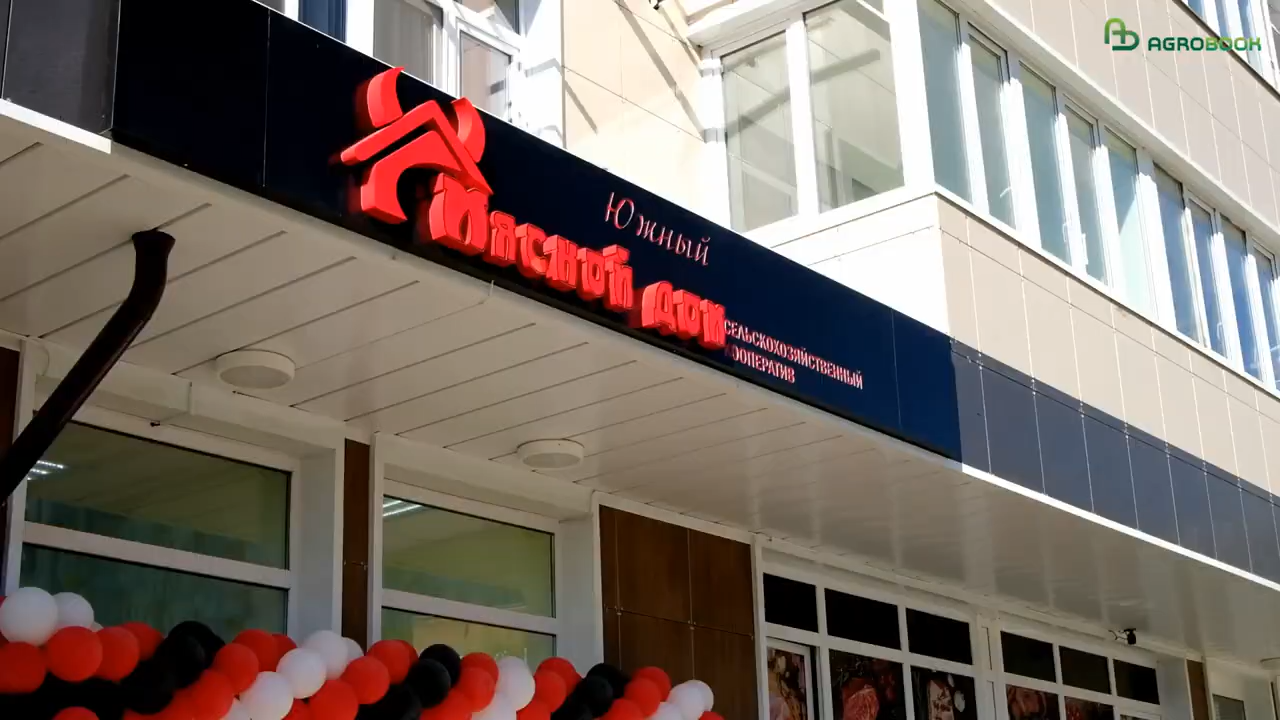 AGROBOOK
Южный
Мясной дом
СЕЛЬСКОХОЗЯЙСТВЕННЫЙ
КООПЕРАТИВ